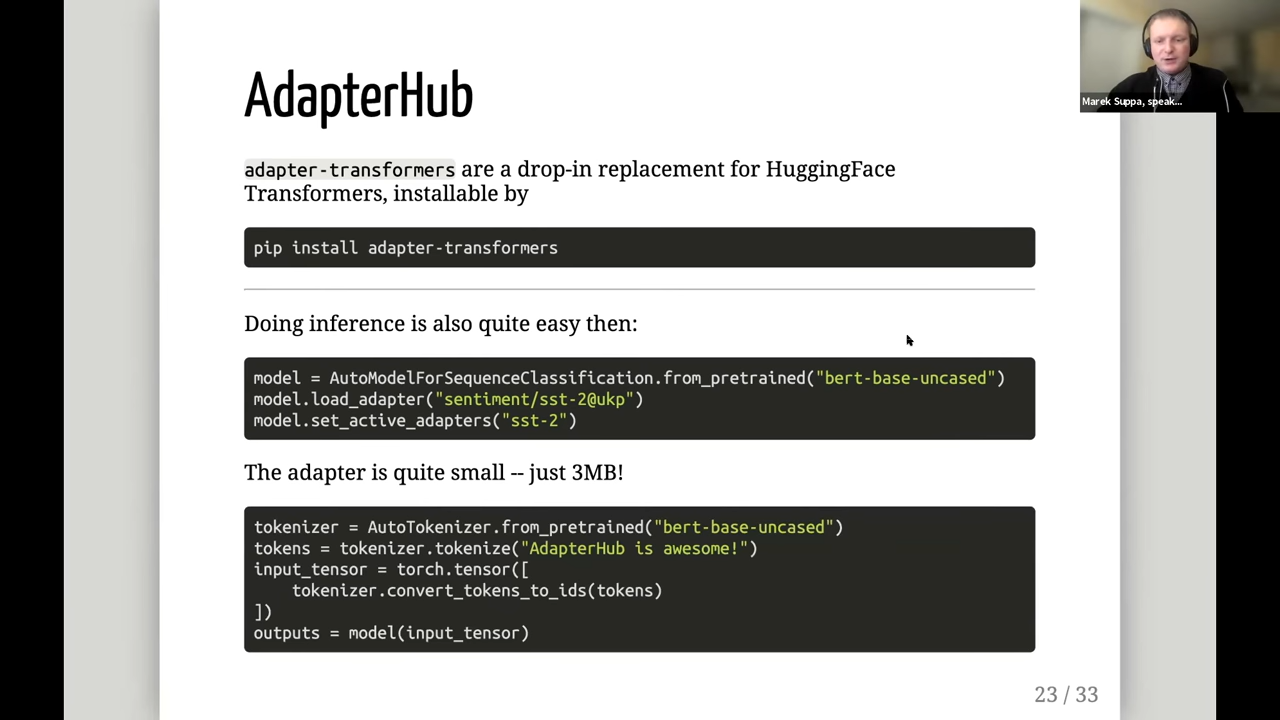 AdapterHub
Marek Suppa, speak...
adapter-transformers are a drop-in replacement for HuggingFace
Transformers, installable by
pip install adapter-transformers
Doing inference is also quite easy then:
model = AutoModelForSequenceClassification.from_pretrained("bert-base-uncased")
model.load_adapter("sentiment/sst-2@ukp")
model.set_active_adapters("sst-2")
The adapter is quite small -- just 3MB!
tokenizer = AutoTokenizer.from_pretrained("bert-base-uncased")
tokens = tokenizer.tokenize("AdapterHub is awesome!")
input_tensor = torch.tensor([
    tokenizer.convert_tokens_to_ids(tokens)
])
outputs = model(input_tensor)
23 / 33